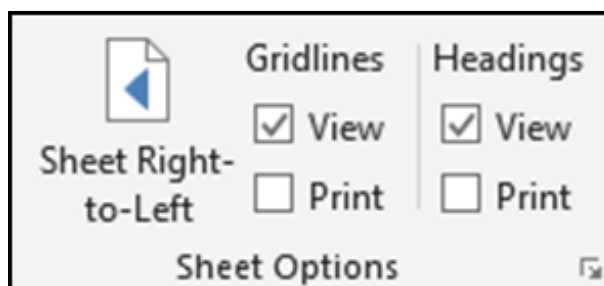 Sheet Right-
to-Left
Gridlines
View
Print
Headings
View
Print
Sheet Options